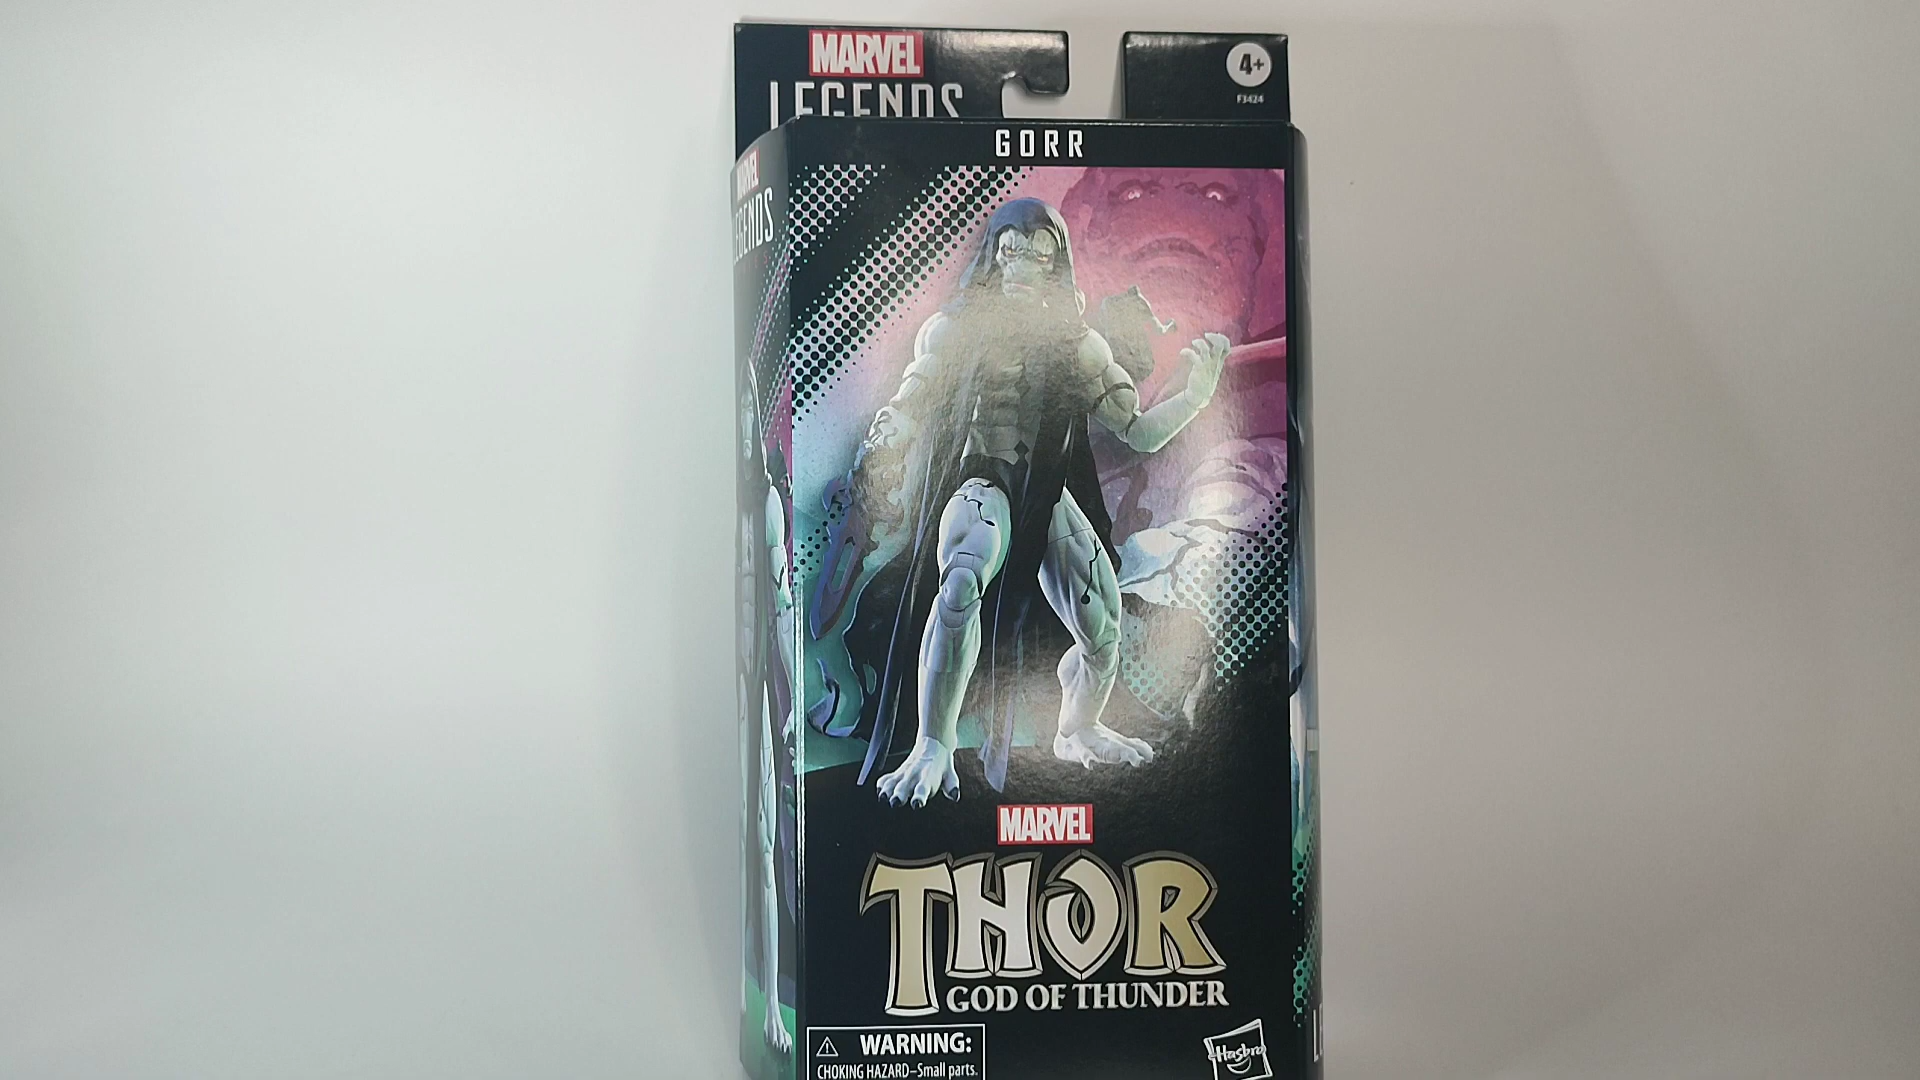 MARVEL
LEGENDS
4+
F3424
GORR
MARVEL
LEGENDS
MARVEL
THOR
GOD OF THUNDER
WARNING:
CHOKING HAZARD–Small parts.
Hasbro